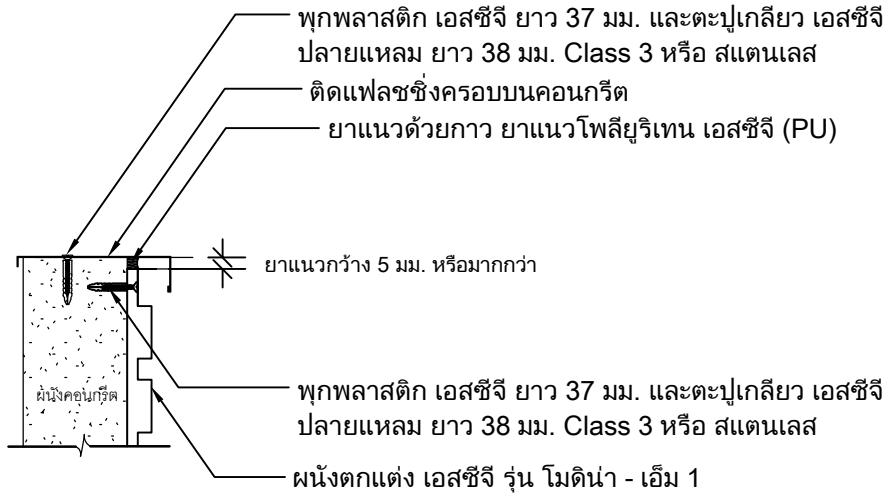 พุกพลาสติก เอสซีจี ยาว 37 มม. และตะปูเกลียว เอสซีจี
ปลายแหลม ยาว 38 มม. Class 3 หรือ สแตนเลส
ติดแฟลชชิ่งครอบบนคอนกรีต
ยาแนวด้วยกาว ยาแนวโพลียูริเทน เอสซีจี (PU)
ยาแนวกว้าง 5 มม. หรือมากกว่า
ผนังคอนกรีต
พุกพลาสติก เอสซีจี ยาว 37 มม. และตะปูเกลียว เอสซีจี
ปลายแหลม ยาว 38 มม. Class 3 หรือ สแตนเลส
ผนังตกแต่ง เอสซีจี รุ่น โมดิน่า - เอ็ม 1